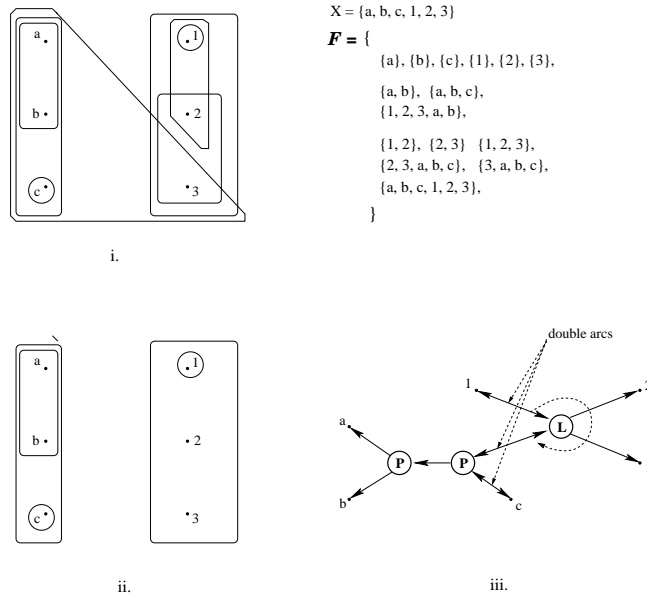 X = {a, b, c, 1, 2, 3}
F = {
{a}, {b}, {c}, {1}, {2}, {3},
{a, b}, {a, b, c},
{1, 2, 3, a, b},
{1, 2}, {2, 3} {1, 2, 3},
{2, 3, a, b, c}, {3, a, b, c},
{a, b, c, 1, 2, 3},
}
a
b
c
1
2
3
i.
a
b
c
1
2
3
ii.
double arcs
1
2
L
a
P
P
b
c
iii.